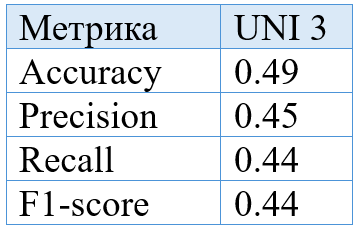 Метрика UNI 3
Accuracy 0.49
Precision 0.45
Recall 0.44
F1-score 0.44